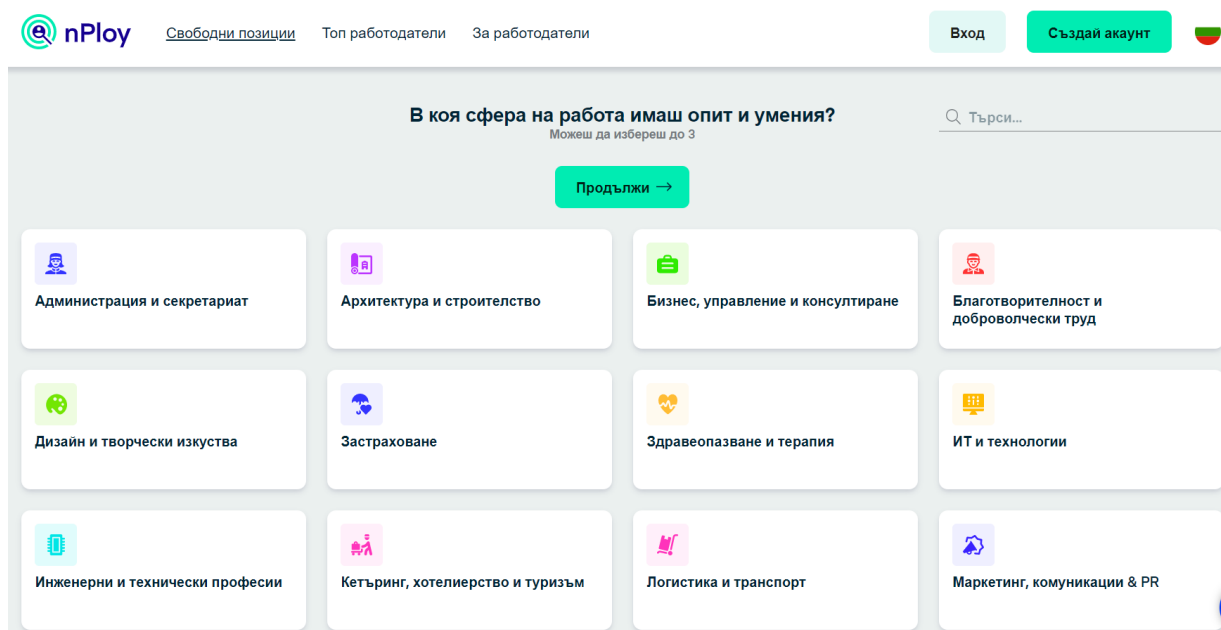 nPloy
Свободни позиции
Топ работодатели
За работодатели
Вход
Създай акаунт
В коя сфера на работа имаш опит и умения?
Можеш да избереш до 3
Търси...
Продължи →
Администрация и секретариат
Архитектура и строителство
Бизнес, управление и консултиране
Благотворителност и
доброволчески труд
Дизайн и творчески изкуства
Застраховане
Здравеопазване и терапия
ИТ и технологии
Инженерни и технически професии
Кетъринг, хотелиерство и туризъм
Логистика и транспорт
Маркетинг, комуникации & PR